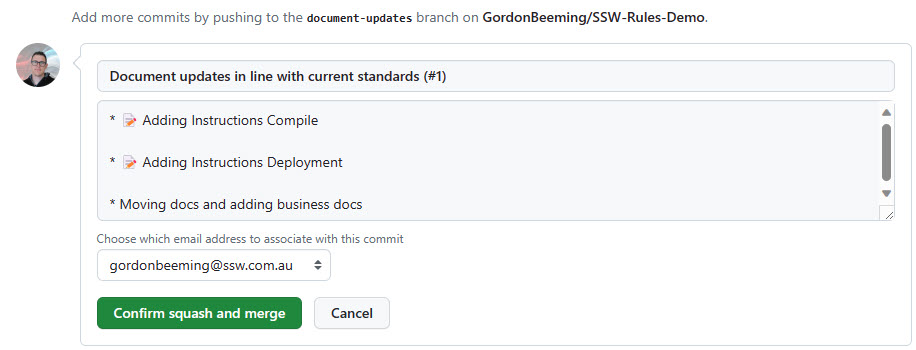 Add more commits by pushing to the document-updates branch on GordonBeeming/SSW-Rules-Demo.
Document updates in line with current standards (#1)
* 📝 Adding Instructions Compile
* 📝 Adding Instructions Deployment
* Moving docs and adding business docs
Choose which email address to associate with this commit
gordonbeeming@ssw.com.au
Confirm squash and merge
Cancel